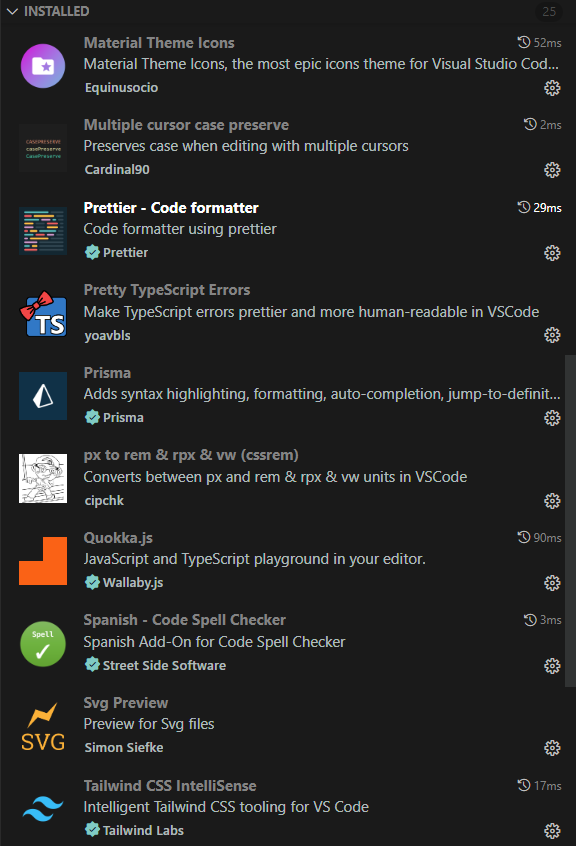 INSTALLED 25
Material Theme Icons 52ms
Material Theme Icons, the most epic icons theme for Visual Studio Cod...
Equinusocio
Multiple cursor case preserve 2ms
CASEPRESERVE
casePreserve
CasePreserve
Preserves case when editing with multiple cursors
Cardinal90
Prettier - Code formatter 29ms
Code formatter using prettier
Prettier
Pretty TypeScript Errors
TS
Make TypeScript errors prettier and more human-readable in VSCode
yoavbls
Prisma
Adds syntax highlighting, formatting, auto-completion, jump-to-definit...
Prisma
px to rem & rpx & vw (cssrem)
Converts between px and rem & rpx & vw units in VSCode
cipchk
Quokka.js 90ms
JavaScript and TypeScript playground in your editor.
Wallaby.js
Spanish - Code Spell Checker 3ms
Spell
Spanish Add-On for Code Spell Checker
Street Side Software
Svg Preview
Preview for Svg files
SVG
Simon Siefke
Tailwind CSS IntelliSense 17ms
Intelligent Tailwind CSS tooling for VS Code
Tailwind Labs